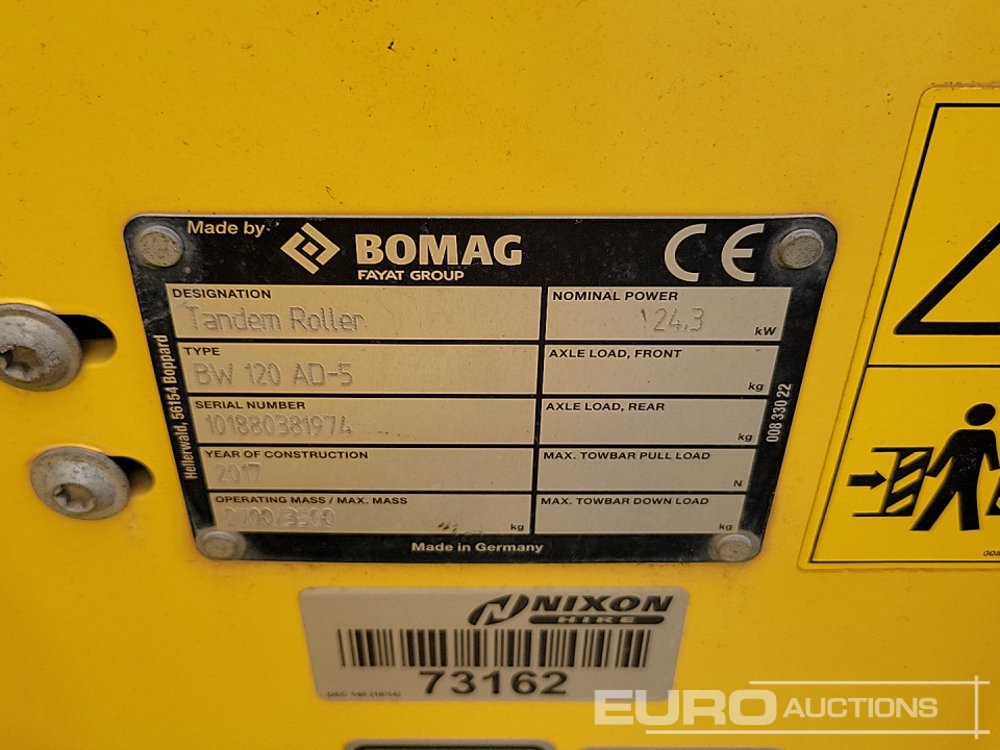 Made by BOMAG CE
FAYAT GROUP
DESIGNATION
Tandem Roller
NOMINAL POWER
24.3 kW
TYPE
BW 120 AD-5
AXLE LOAD, FRONT
kg
SERIAL NUMBER
101880381974
AXLE LOAD, REAR
kg
YEAR OF CONSTRUCTION
2017
MAX. TOWBAR PULL LOAD
N
OPERATING MASS / MAX. MASS
2700/3500 kg
MAX. TOWBAR DOWN LOAD
Made in Germany
Hellerwald, 56154 Boppard
008 330 22
008
NIXON
HIRE
73162
EURO AUCTIONS